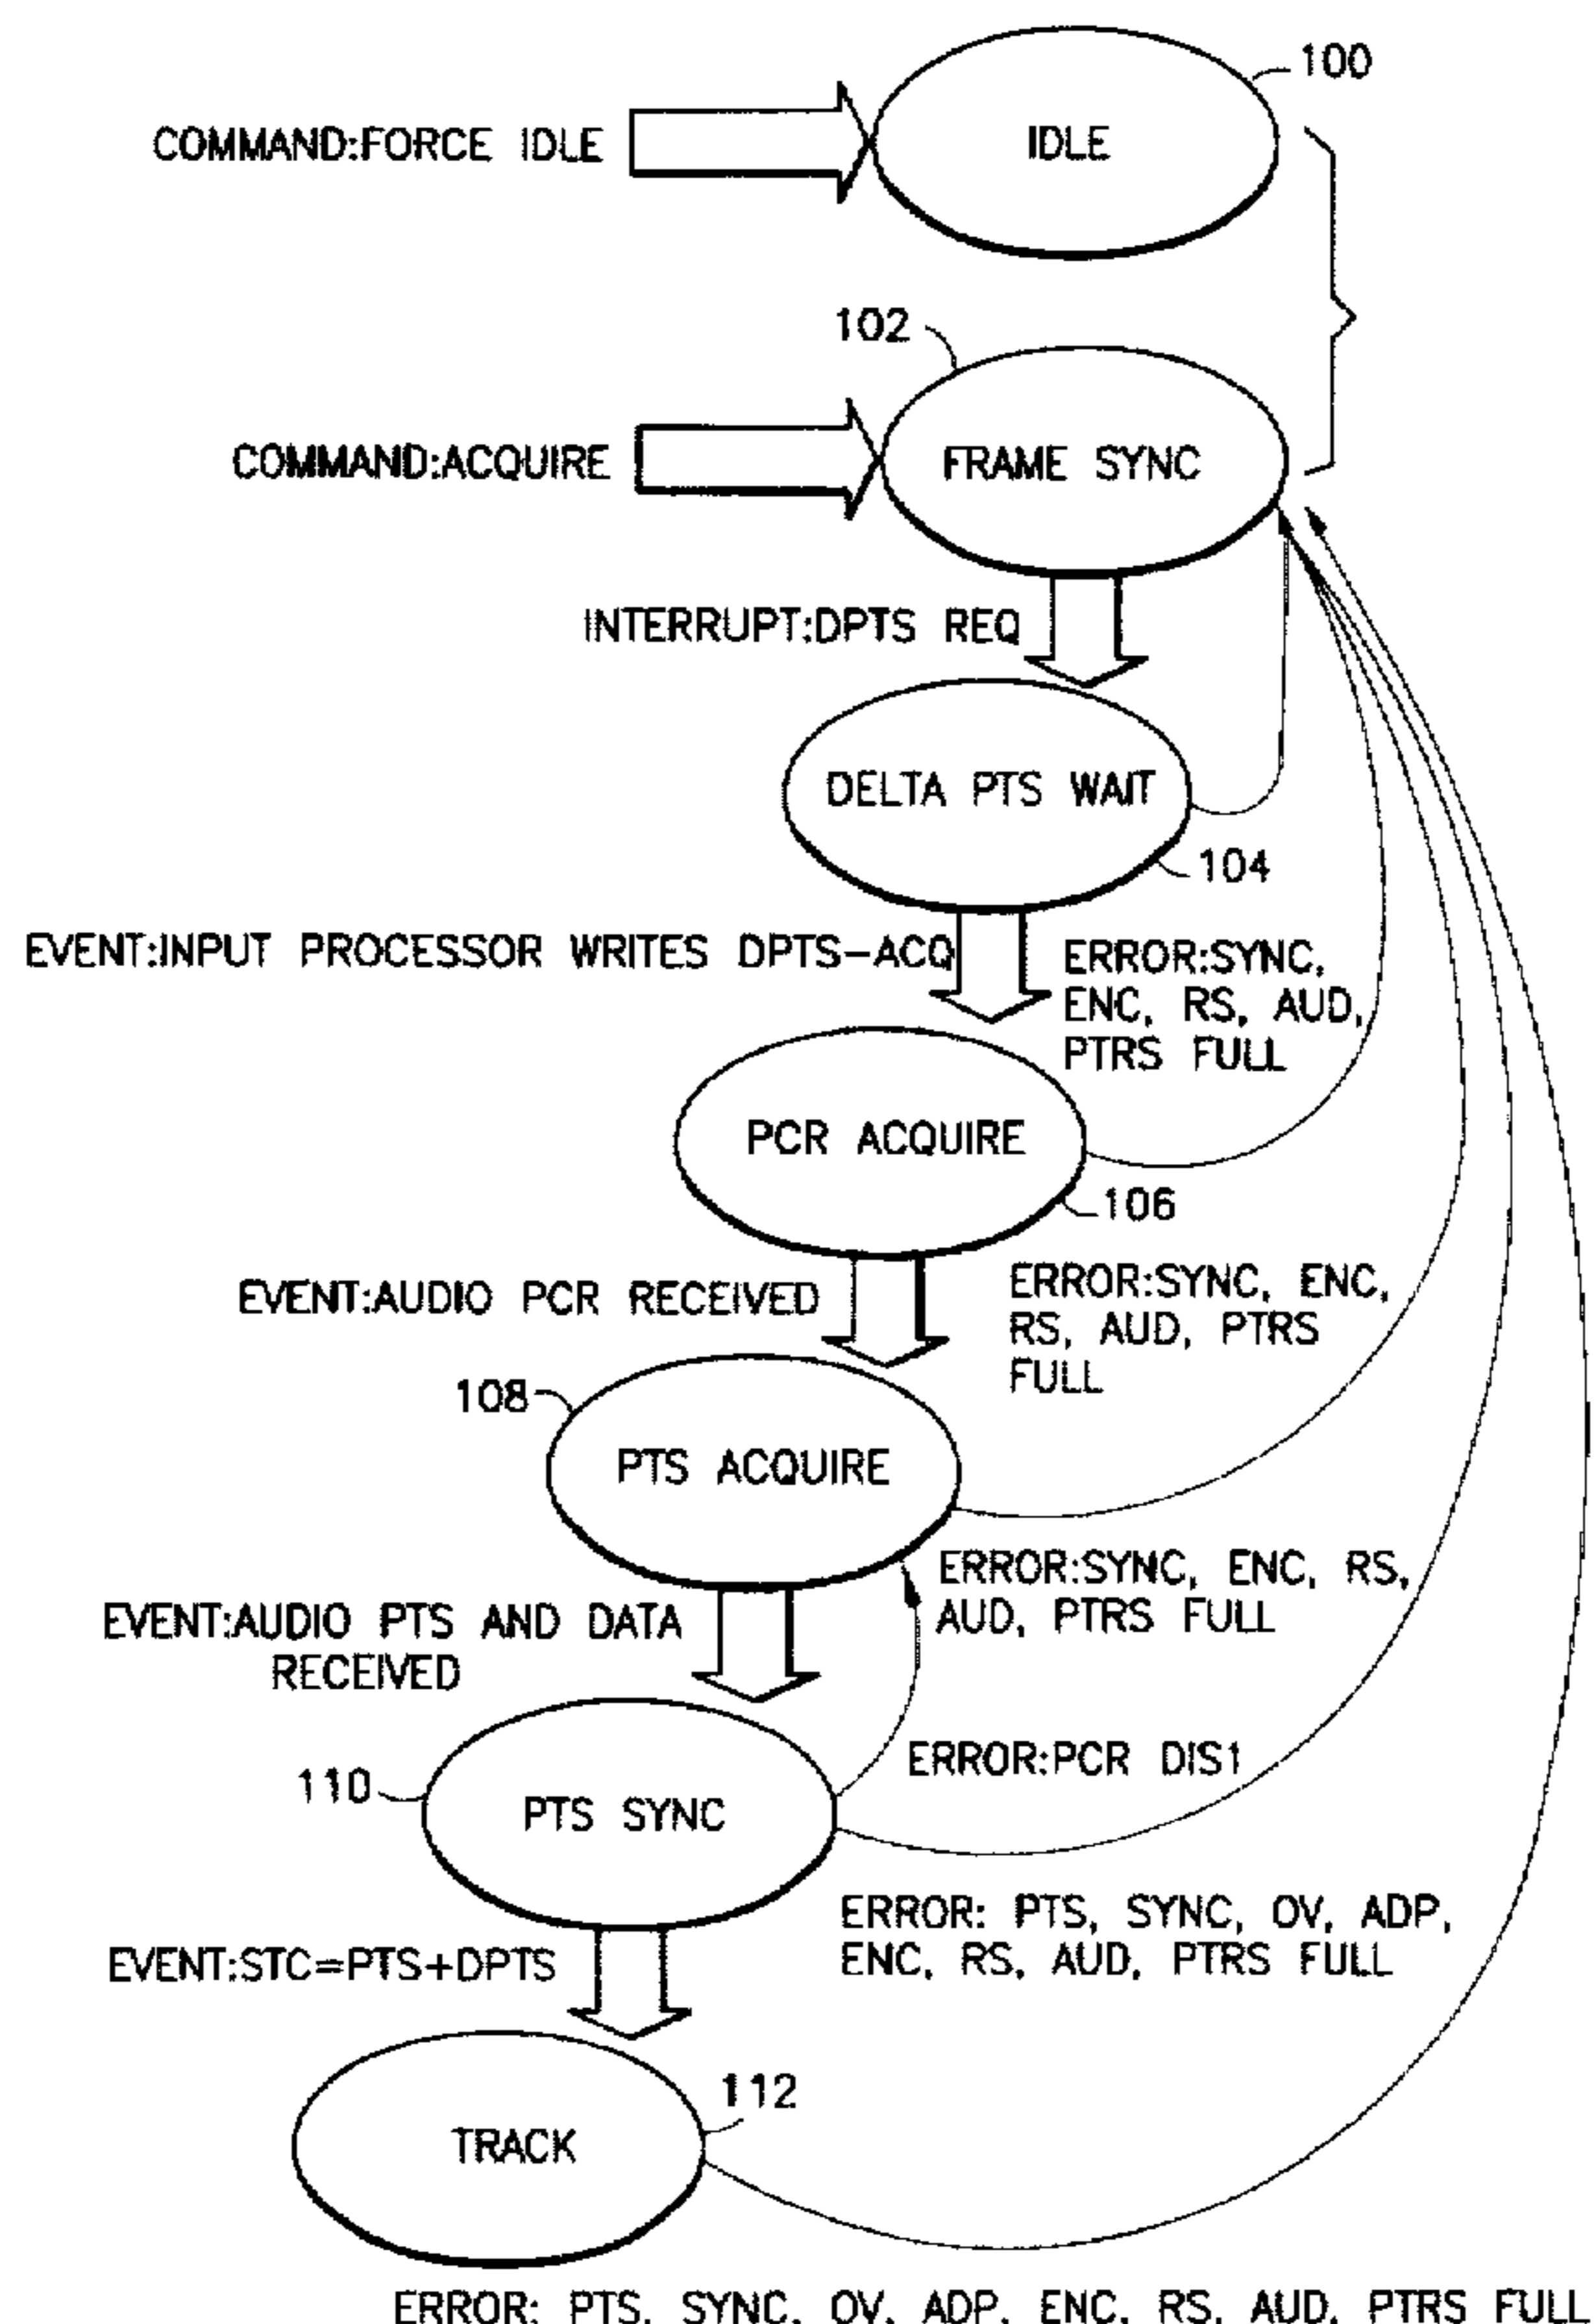 100
COMMAND:FORCE IDLE
IDLE
102
COMMAND:ACQUIRE
FRAME SYNC
INTERRUPT:DPTS REQ
DELTA PTS WAIT
104
EVENT:INPUT PROCESSOR WRITES DPTS-ACQ
ERROR:SYNC,
ENC, RS, AUD,
PTRS FULL
PCR ACQUIRE
106
EVENT:AUDIO PCR RECEIVED
ERROR:SYNC, ENC,
RS, AUD, PTRS
FULL
108
PTS ACQUIRE
ERROR:SYNC, ENC, RS,
AUD, PTRS FULL
EVENT:AUDIO PTS AND DATA
RECEIVED
ERROR:PCR DIS1
110
PTS SYNC
ERROR: PTS, SYNC, OV, ADP,
ENC, RS, AUD, PTRS FULL
EVENT:STC=PTS+DPTS
112
TRACK
ERROR: PTS, SYNC, OV, ADP, ENC, RS, AUD, PTRS FULL